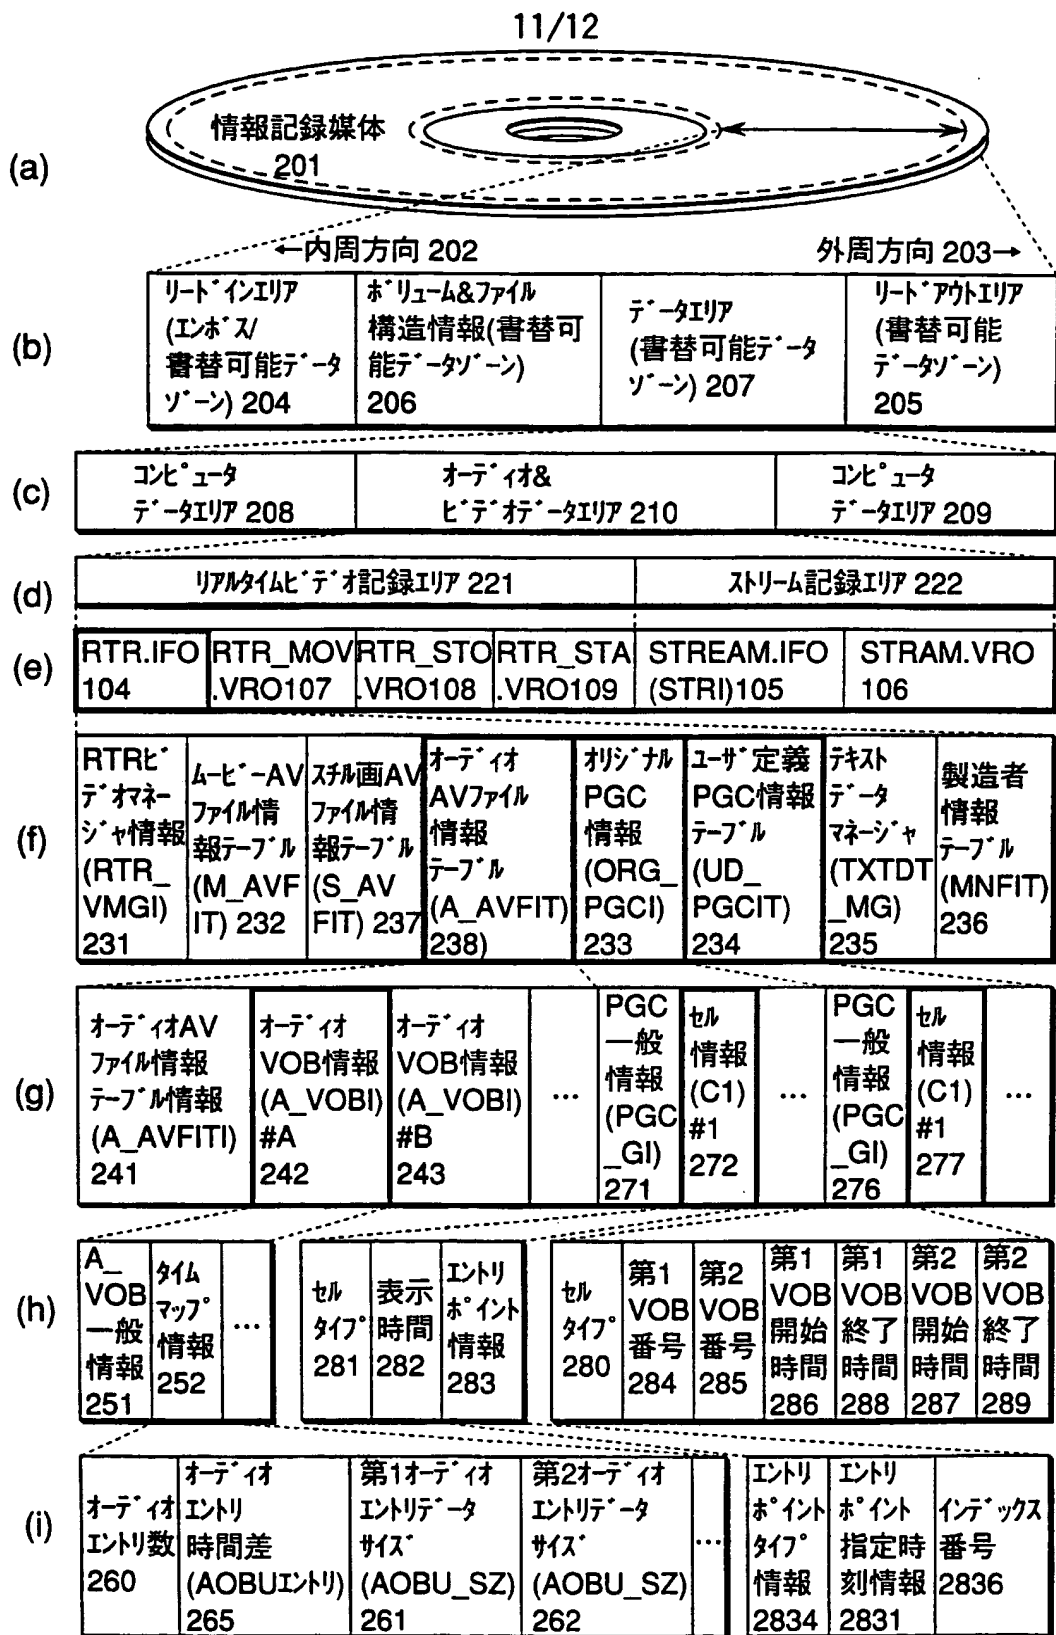 11/12
(a)
情報記録媒体
201
←内周方向 202
外周方向 203→
(b)
リードインエリア
(エンボス/
書替可能データ
ゾーン) 204
ボリューム&ファイル
構造情報(書替可
能データゾーン)
206
データエリア
(書替可能データ
ゾーン) 207
リードアウトエリア
(書替可能
データゾーン)
205
(c)
コンピュータ
データエリア 208
オーディオ&
ビデオデータエリア 210
コンピュータ
データエリア 209
(d)
リアルタイムビデオ記録エリア 221
ストリーム記録エリア 222
(e)
RTR.IFO
104
RTR_MOV
.VRO107
RTR_STO
.VRO108
RTR_STA
.VRO109
STREAM.IFO
(STRI)105
STRAM.VRO
106
(f)
RTRビ
デオマネー
ジャ情報
(RTR_
VMGI)
231
ムービーAV
ファイル情
報テーブル
(M_AVF
IT) 232
スチル画AV
ファイル情
報テーブル
(S_AV
FIT) 237
オーディオ
AVファイル
情報
テーブル
(A_AVFIT)
238)
オリジナル
PGC
情報
(ORG_
PGCI)
233
ユーザ定義
PGC情報
テーブル
(UD_
PGCIT)
234
テキスト
データ
マネージャ
(TXTDT
_MG)
235
製造者
情報
テーブル
(MNFIT)
236
(g)
オーディオAV
ファイル情報
テーブル情報
(A_AVFITI)
241
オーディオ
VOB情報
(A_VOBI)
#A
242
オーディオ
VOB情報
(A_VOBI)
#B
243
…
PGC
一般
情報
(PGC
_GI)
271
セル
情報
(C1)
#1
272
…
PGC
一般
情報
(PGC
_GI)
276
セル
情報
(C1)
#1
277
…
(h)
A_
VOB
一般
情報
251
タイム
マップ
情報
252
…
セル
タイプ
281
表示
時間
282
エントリ
ポイント
情報
283
セル
タイプ
280
第1
VOB
番号
284
第2
VOB
番号
285
第1
VOB
開始
時間
286
第1
VOB
終了
時間
288
第2
VOB
開始
時間
287
第2
VOB
終了
時間
289
(i)
オーディオ
エントリ数
260
オーディオ
エントリ
時間差
(AOBUエントリ)
265
第1オーディオ
エントリデータ
サイズ
(AOBU_SZ)
261
第2オーディオ
エントリデータ
サイズ
(AOBU_SZ)
262
…
エントリ
ポイント
タイプ
情報
2834
エントリ
ポイント
指定時
刻情報
2831
インデックス
番号
2836